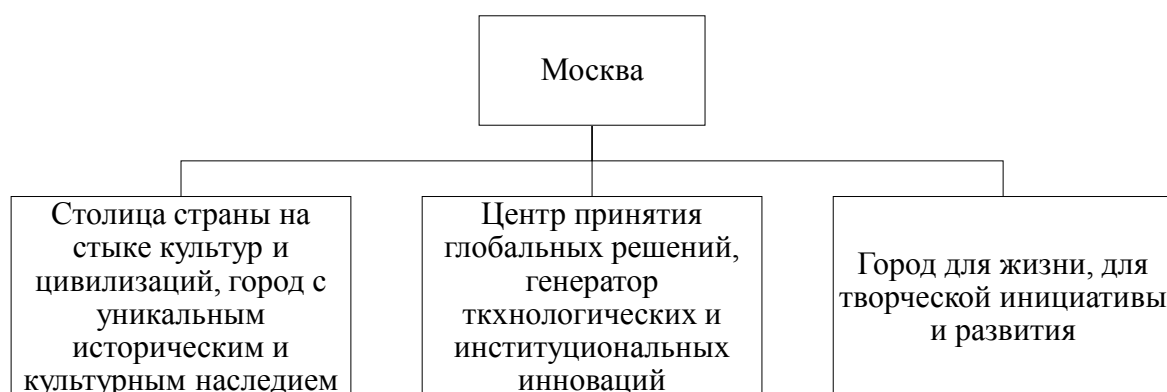 Москва
Столица страны на
стыке культур и
цивилизаций, город с
уникальным
историческим и
культурным наследием
Центр принятия
глобальных решений,
генератор
ткхнологических и
институциональных
инноваций
Город для жизни, для
творческой инициативы
и развития